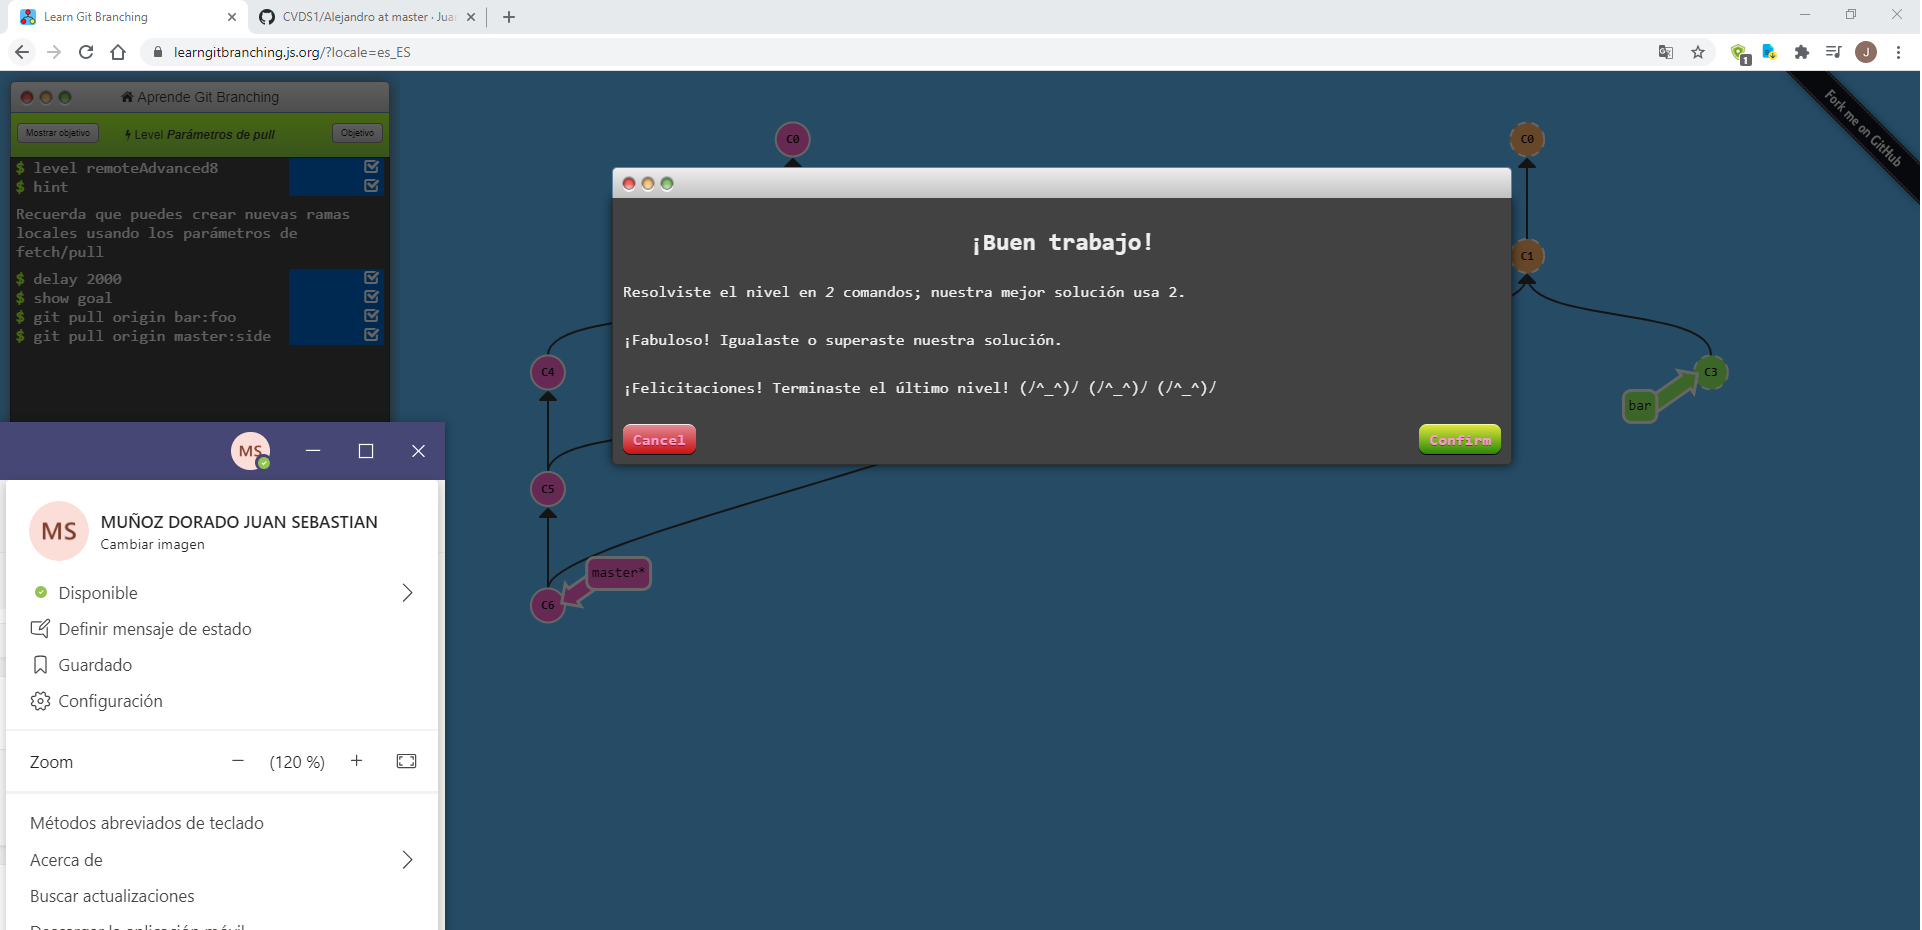 Learn Git Branching
CVDS1/Alejandro at master · Jua
learngitbranching.js.org/?locale=es_ES
1
J
Aprende Git Branching
Mostrar objetivo
Level Parámetros de pull
Objetivo
$ level remoteAdvanced8
$ hint
Recuerda que puedes crear nuevas ramas
locales usando los parámetros de
fetch/pull
$ delay 2000
$ show goal
$ git pull origin bar:foo
$ git pull origin master:side
C0
C4
C5
C6
master*
¡Buen trabajo!
Resolviste el nivel en 2 comandos; nuestra mejor solución usa 2.
¡Fabuloso! Igualaste o superaste nuestra solución.
¡Felicitaciones! Terminaste el último nivel! (/^_^)/ (/^_^)/ (/^_^)/
Cancel
Confirm
C0
C1
C3
bar
Fork me on GitHub
MS
MS
MUÑOZ DORADO JUAN SEBASTIAN
Cambiar imagen
Disponible
Definir mensaje de estado
Guardado
Configuración
Zoom
(120 %)
Métodos abreviados de teclado
Acerca de
Buscar actualizaciones
Descargar la aplicación móvil